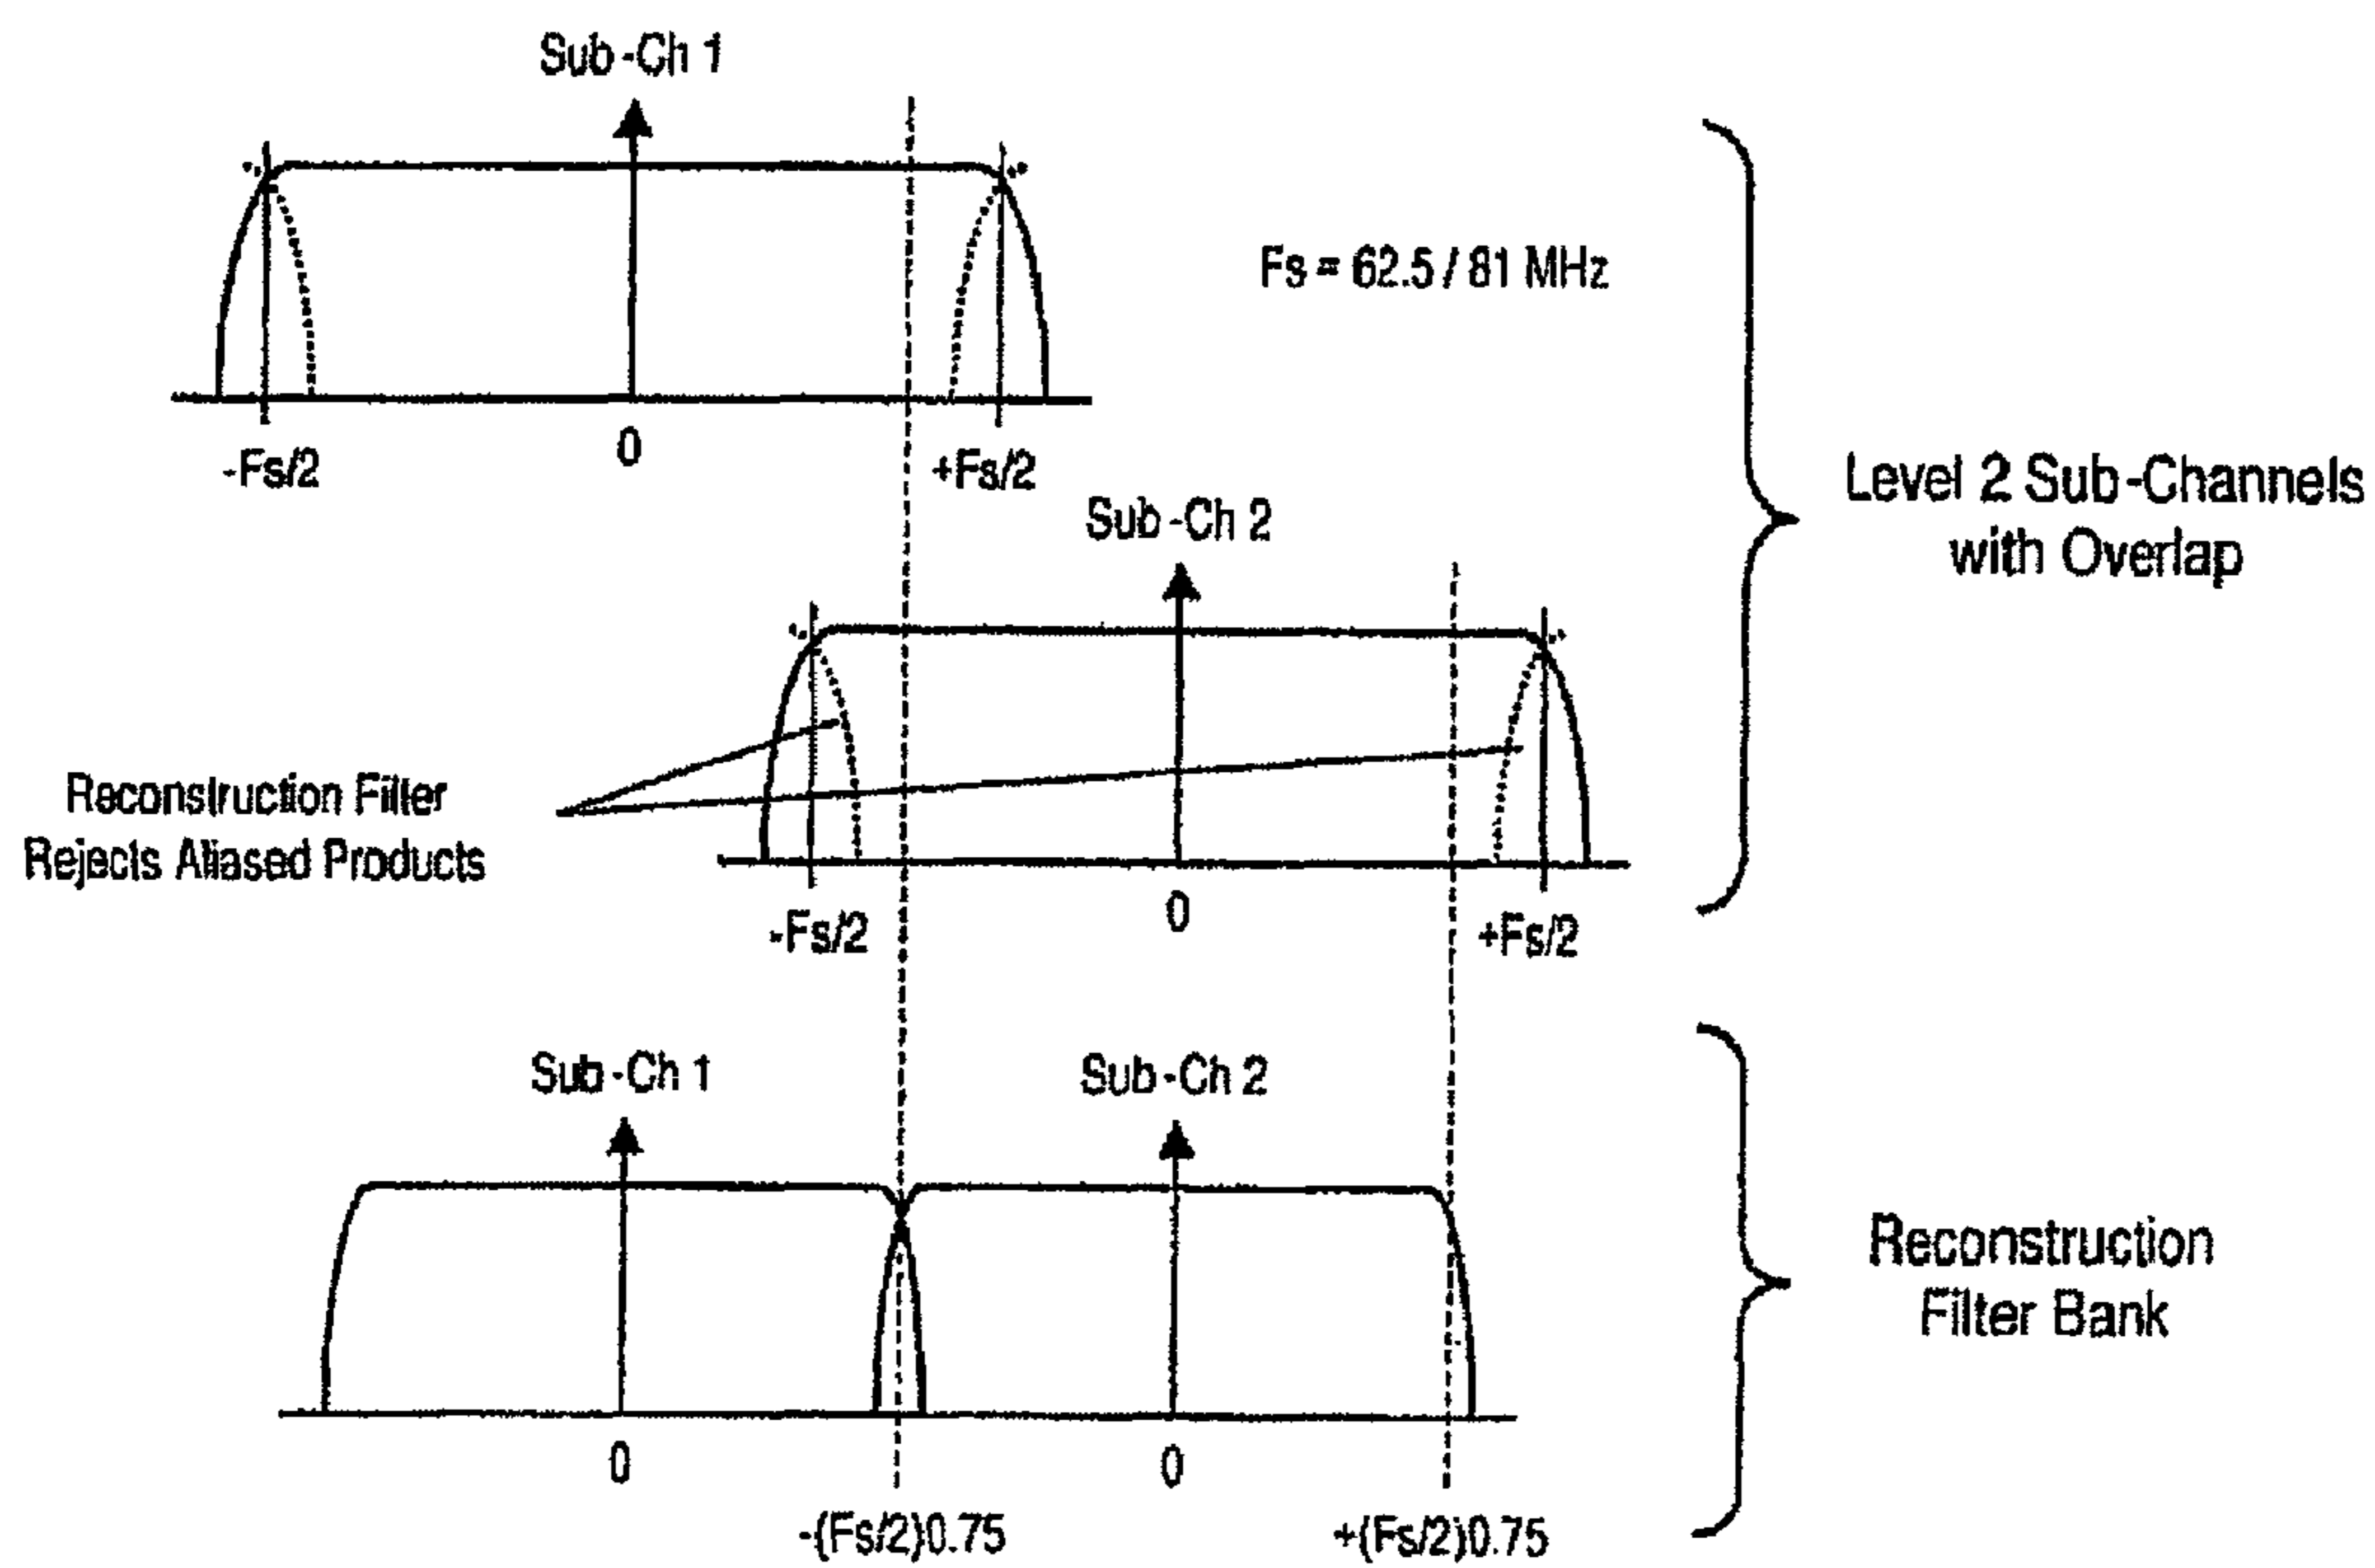 Sub-Ch 1
Fs = 62.5 / 81 MHz
-Fs/2
0
+Fs/2
Level 2 Sub-Channels
with Overlap
Sub-Ch 2
Reconstruction Filter
Rejects Aliased Products
-Fs/2
0
+Fs/2
Sub-Ch 1
Sub-Ch 2
Reconstruction
Filter Bank
0
0
-(Fs/2)0.75
+(Fs/2)0.75